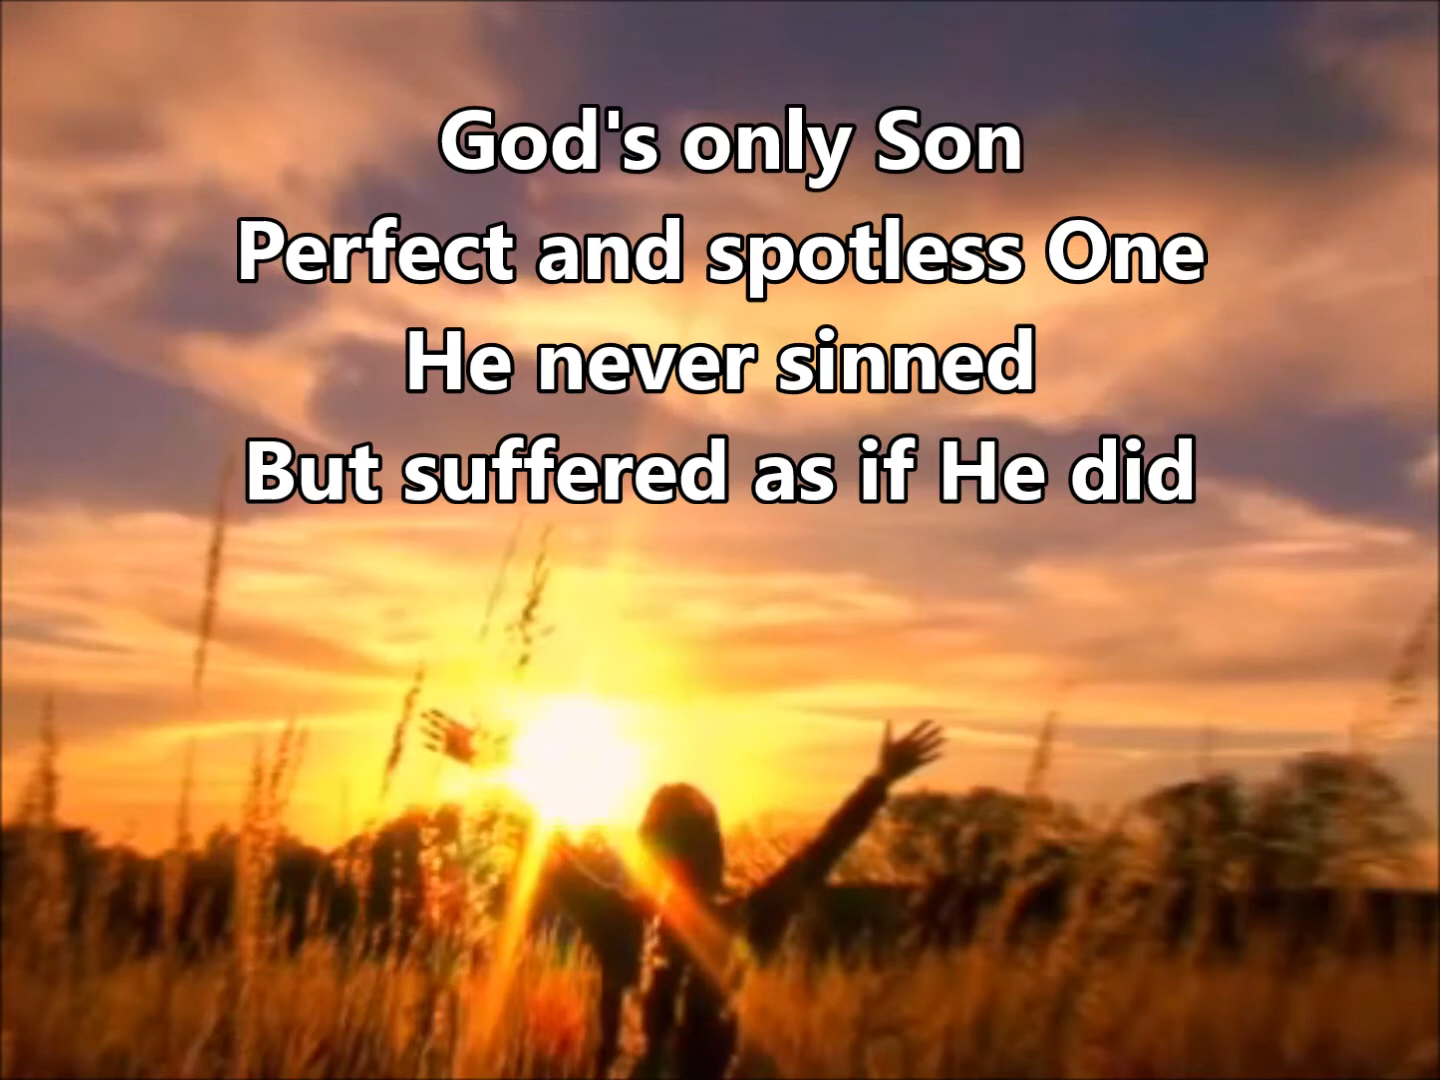 God's only Son
Perfect and spotless One
He never sinned
But suffered as if He did